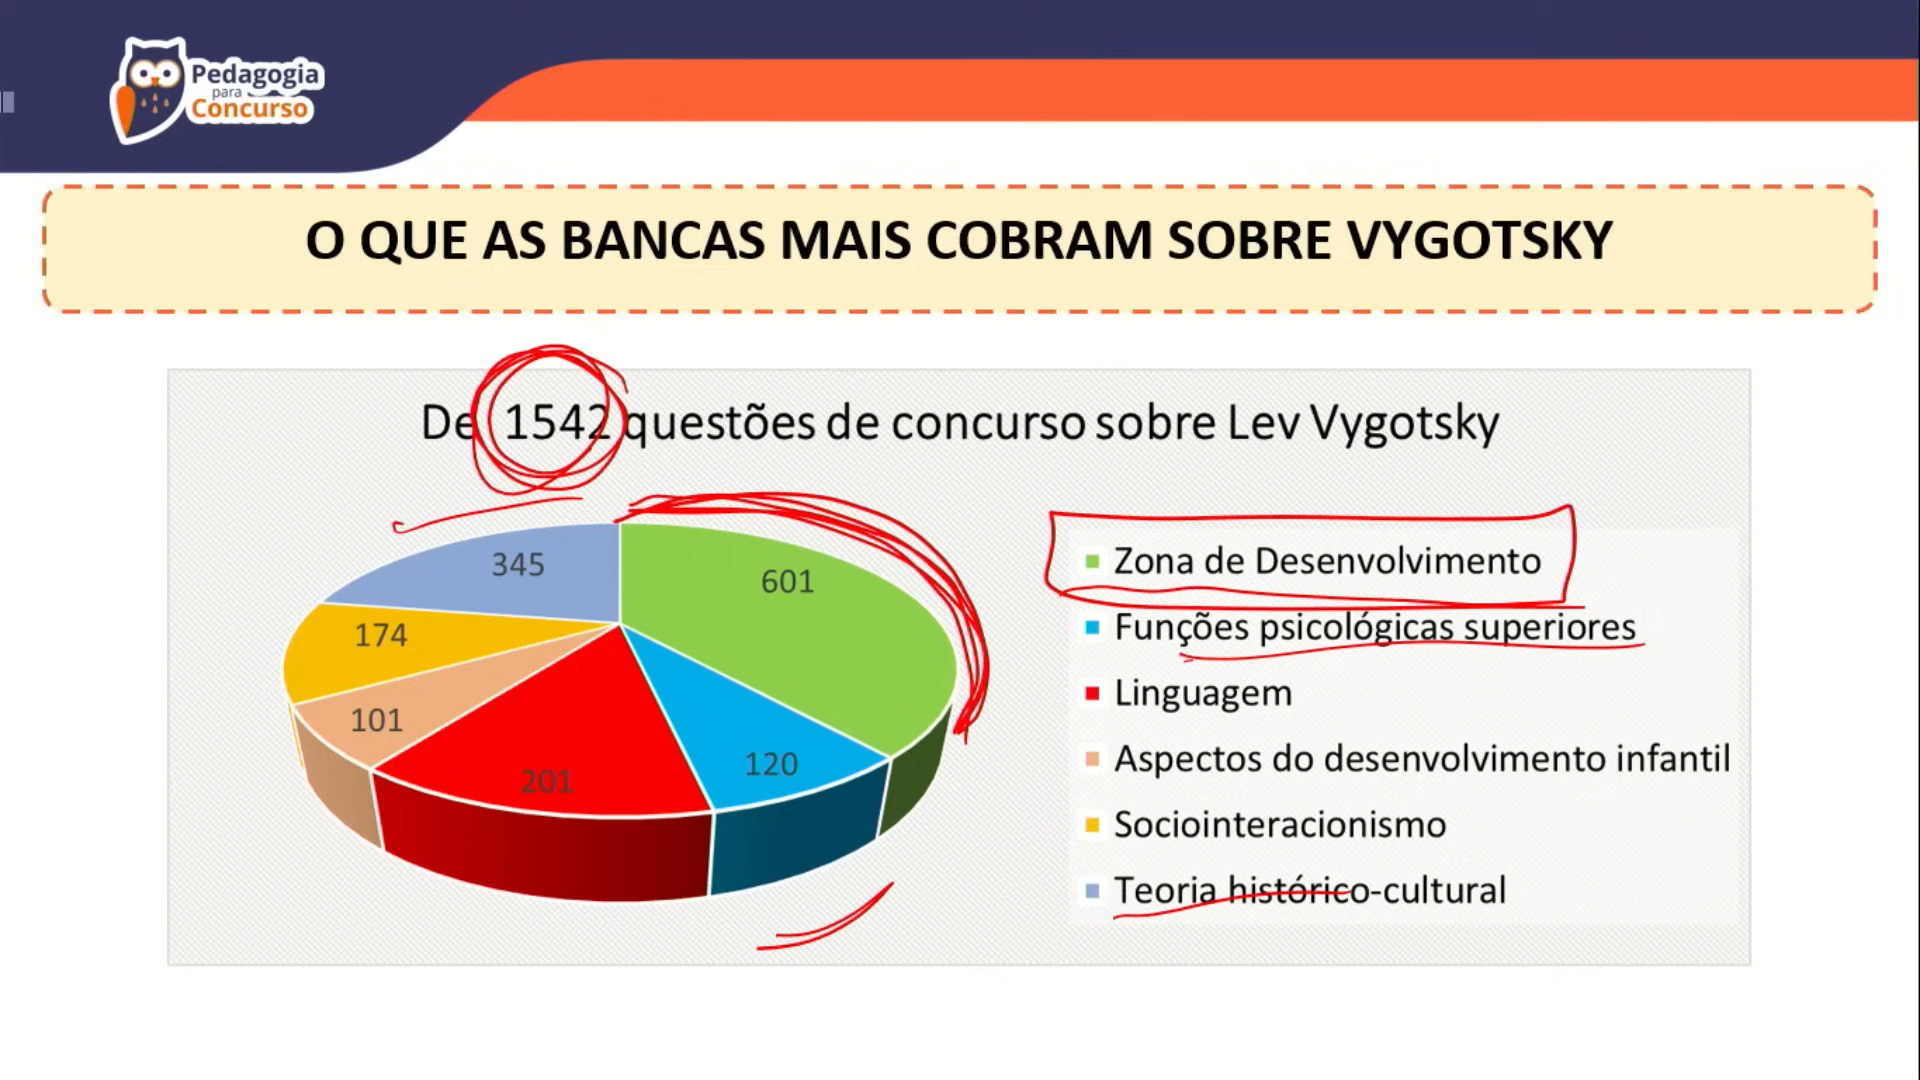 Pedagogia
para
Concurso
O QUE AS BANCAS MAIS COBRAM SOBRE VYGOTSKY
De 1542 questões de concurso sobre Lev Vygotsky
345
601
174
101
201
120
Zona de Desenvolvimento
Funções psicológicas superiores
Linguagem
Aspectos do desenvolvimento infantil
Sociointeracionismo
Teoria histórico-cultural